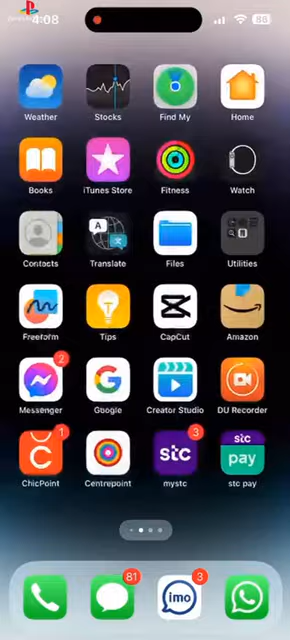 4:08
88
Weather Stocks Find My Home
Books iTunes Store Fitness Watch
Contacts Translate Files Utilities
Freeform Tips CapCut Amazon
2
Messenger Google Creator Studio DU Recorder
1 3
stc stc pay
ChicPoint Centrepoint mystc stc pay
81 3
imo